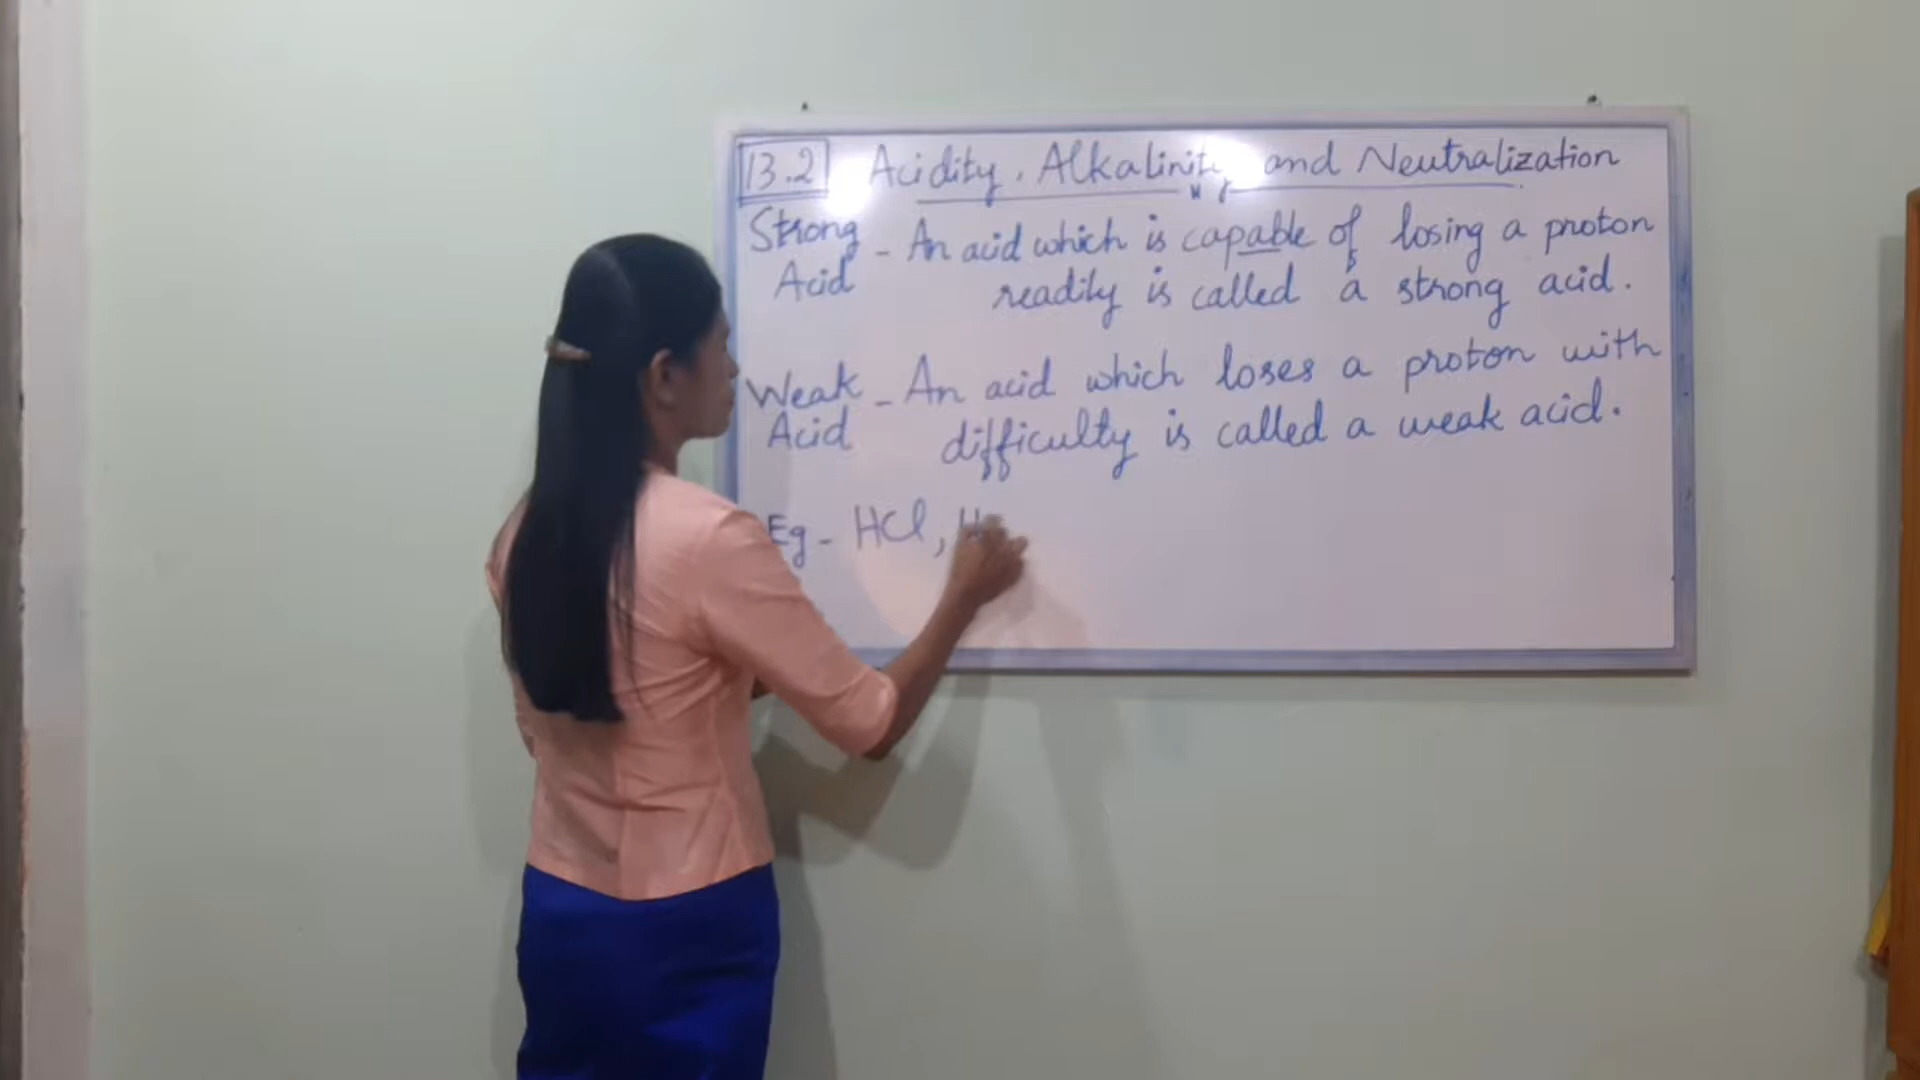 13.2 Acidity, Alkalinity and Neutralization
Strong Acid - An acid which is capable of losing a proton
readily is called a strong acid.
Weak Acid - An acid which loses a proton with
difficulty is called a weak acid.
Eg - HCl,